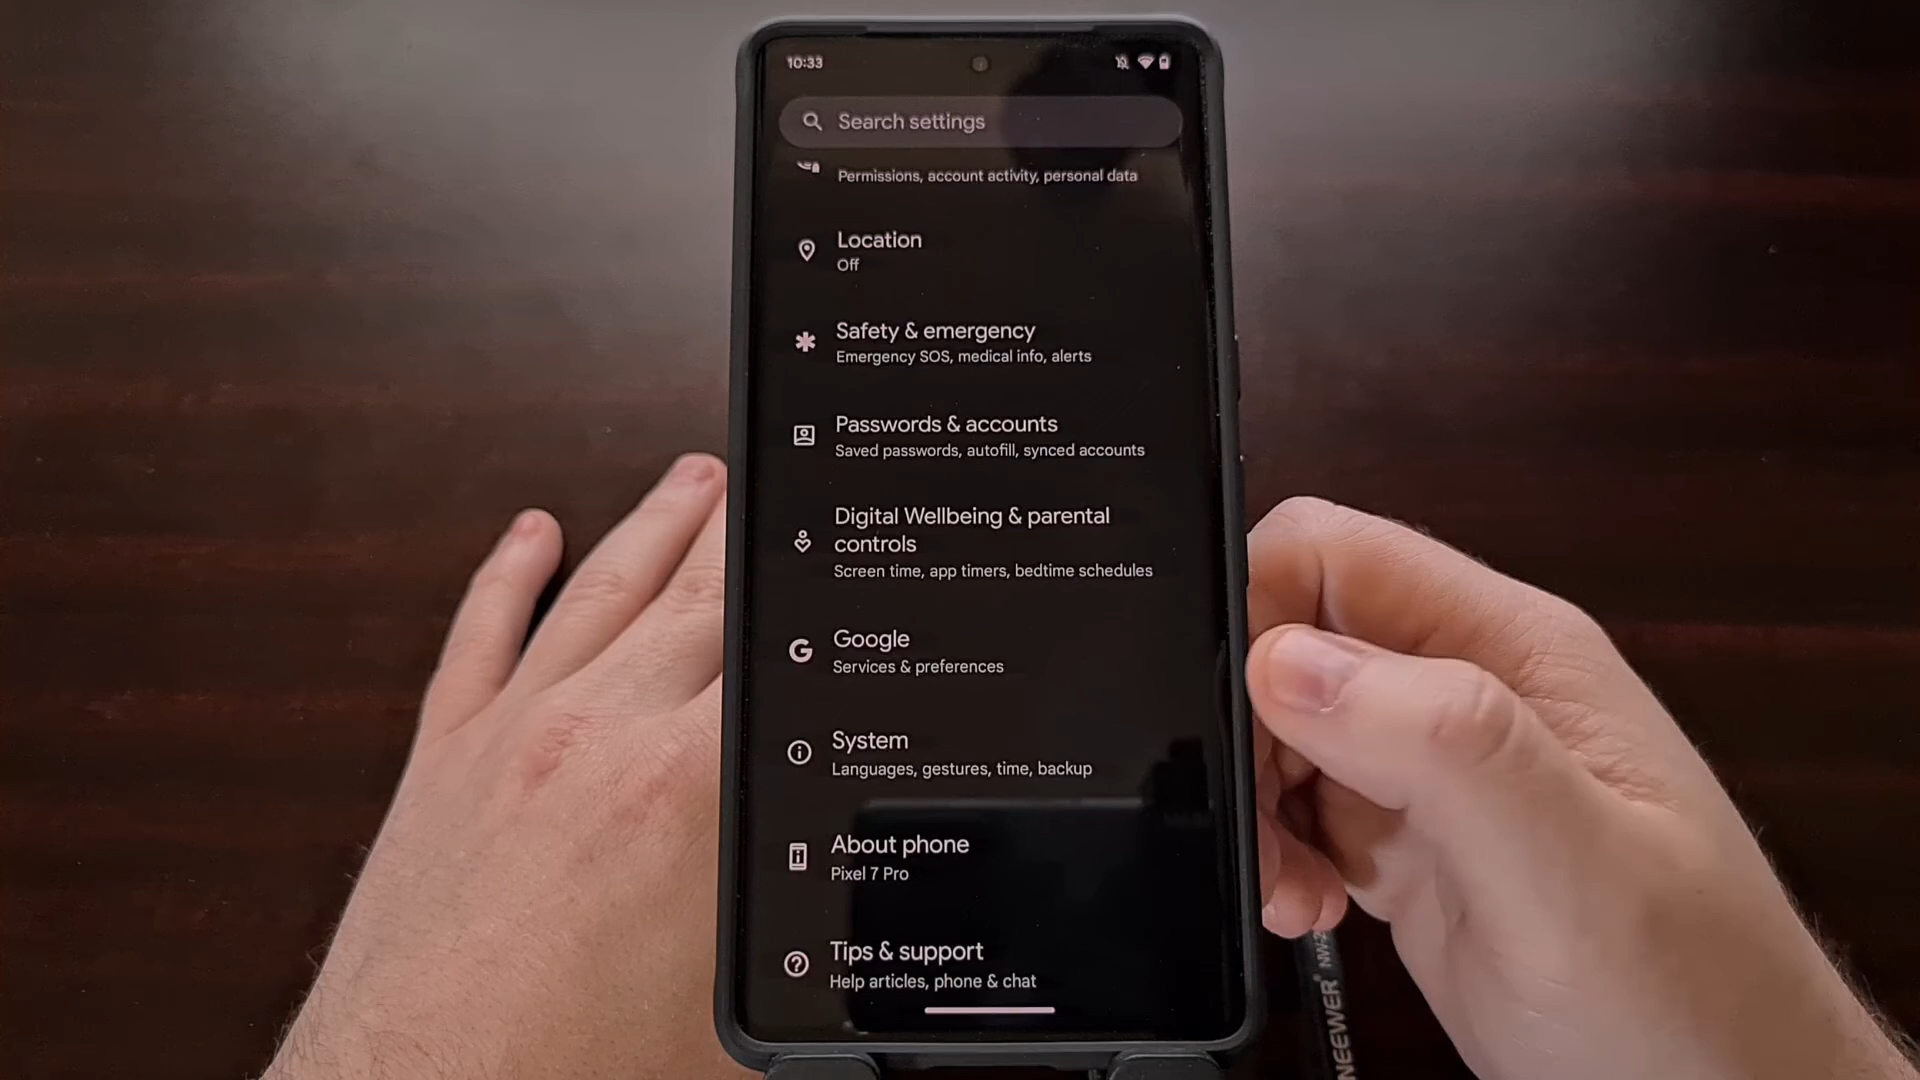 10:33
Search settings
Permissions, account activity, personal data
Location
Off
Safety & emergency
Emergency SOS, medical info, alerts
Passwords & accounts
Saved passwords, autofill, synced accounts
Digital Wellbeing & parental
controls
Screen time, app timers, bedtime schedules
Google
Services & preferences
System
Languages, gestures, time, backup
About phone
Pixel 7 Pro
Tips & support
Help articles, phone & chat
NEEWER®